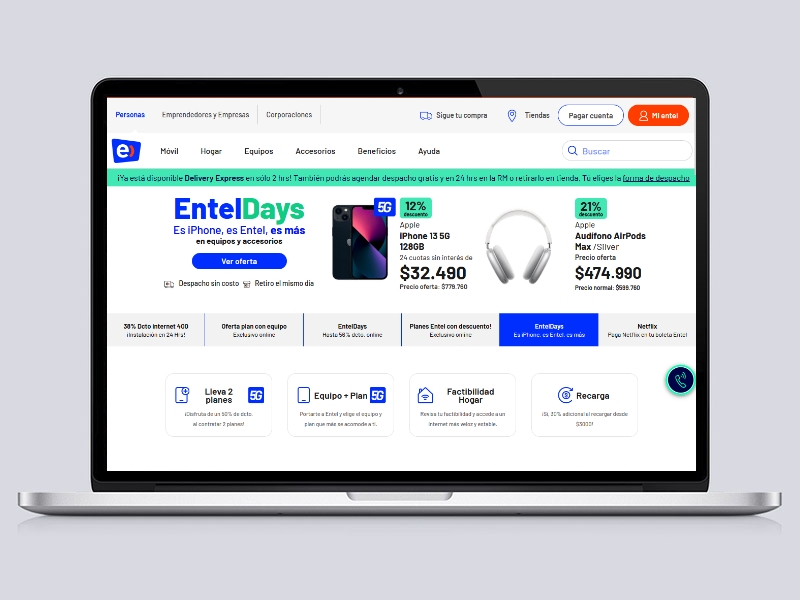 Personas
Emprendedores y Empresas
Corporaciones
Sigue tu compra
Tiendas
Pagar cuenta
Mi entel
e)
Móvil
Hogar
Equipos
Accesorios
Beneficios
Ayuda
Buscar
¡Ya está disponible Delivery Express en sólo 2 hrs! También podrás agendar despacho gratis y en 24 hrs en la RM o retirarlo en tienda. Tú eliges la forma de despacho
EntelDays
Es iPhone, es Entel, es más
en equipos y accesorios
Ver oferta
Despacho sin costo
Retiro el mismo día
5G
12%
descuento
Apple
iPhone 13 5G
128GB
24 cuotas sin interés de
$32.490
Precio oferta: $779.760
21%
descuento
Apple
Audífono AirPods
Max /Sliver
Precio oferta
$474.990
Precio normal: $599.760
38% Dcto internet 400
¡Instalación en 24 Hrs!
Oferta plan con equipo
Exclusivo online
EntelDays
Hasta 56% dcto. online
Planes Entel con descuento!
Exclusivo online
EntelDays
Es iPhone, es Entel, es más
Netflix
Paga Netflix en tu boleta Entel
Lleva 2
planes
5G
¡Disfruta de un 50% de dcto.
al contratar 2 planes!
Equipo + Plan
5G
Pórtate a Entel y elige el equipo y
plan que más se acomode a ti.
Factibilidad
Hogar
Revisa tu factibilidad y accede a un
internet más veloz y estable.
Recarga
¡Sí, 30% adicional al recargar desde
$3000!